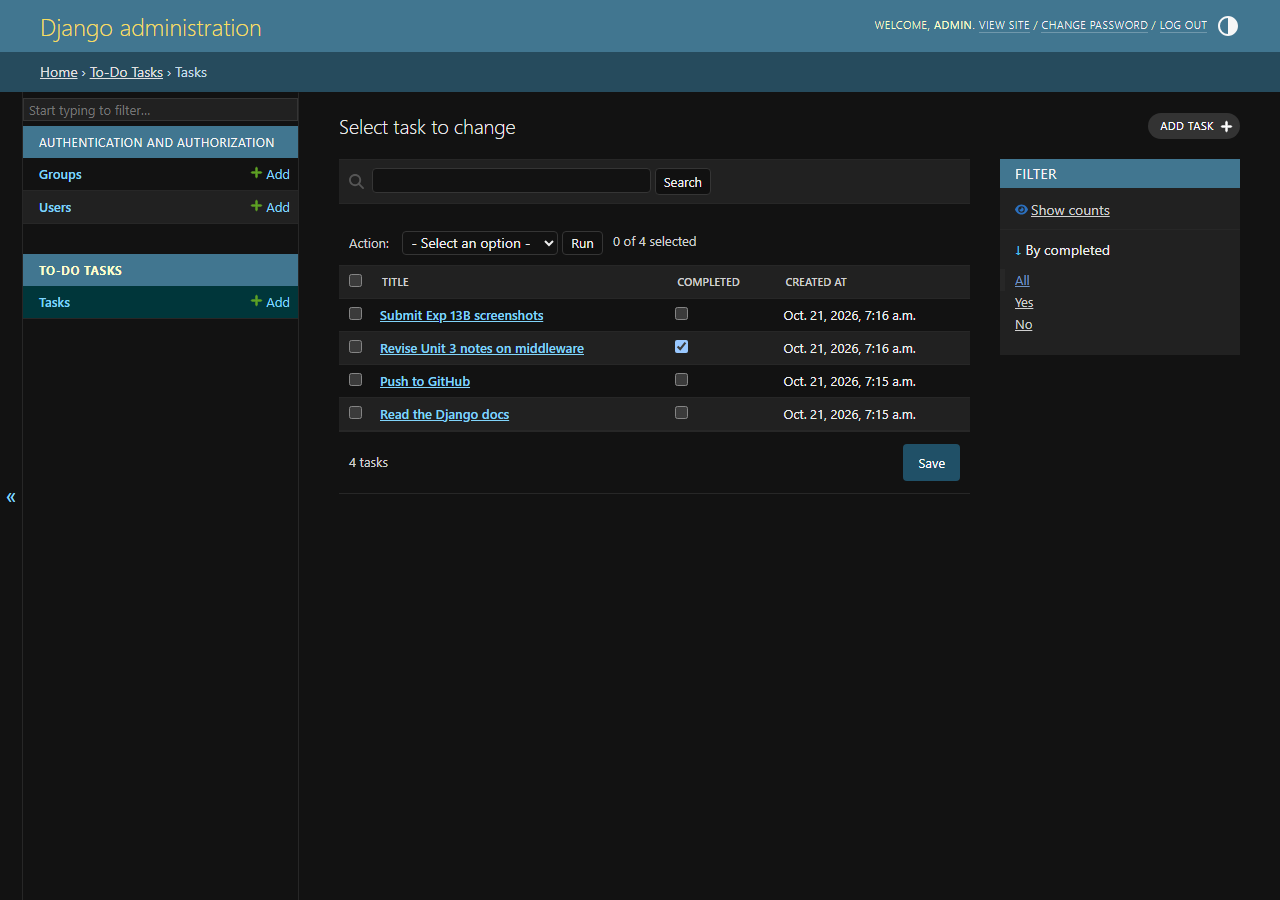 Django administration
WELCOME, ADMIN. VIEW SITE / CHANGE PASSWORD / LOG OUT
Home › To-Do Tasks › Tasks
Start typing to filter...
AUTHENTICATION AND AUTHORIZATION
Groups + Add
Users + Add
TO-DO TASKS
Tasks + Add
«
Select task to change
ADD TASK +
Search
Action: - Select an option - Run 0 of 4 selected
TITLE COMPLETED CREATED AT
Submit Exp 13B screenshots Oct. 21, 2026, 7:16 a.m.
Revise Unit 3 notes on middleware Oct. 21, 2026, 7:16 a.m.
Push to GitHub Oct. 21, 2026, 7:15 a.m.
Read the Django docs Oct. 21, 2026, 7:15 a.m.
4 tasks
Save
FILTER
Show counts
↓ By completed
All
Yes
No